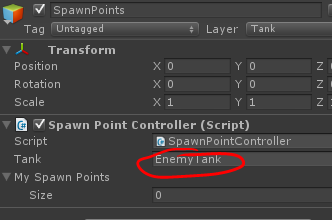 SpawnPoints
Tag Untagged Layer Tank
Transform
Position X 0 Y 0 Z
Rotation X 0 Y 0 Z
Scale X 1 Y 1 Z
Spawn Point Controller (Script)
Script SpawnPointController
Tank EnemyTank
My Spawn Points
Size 0